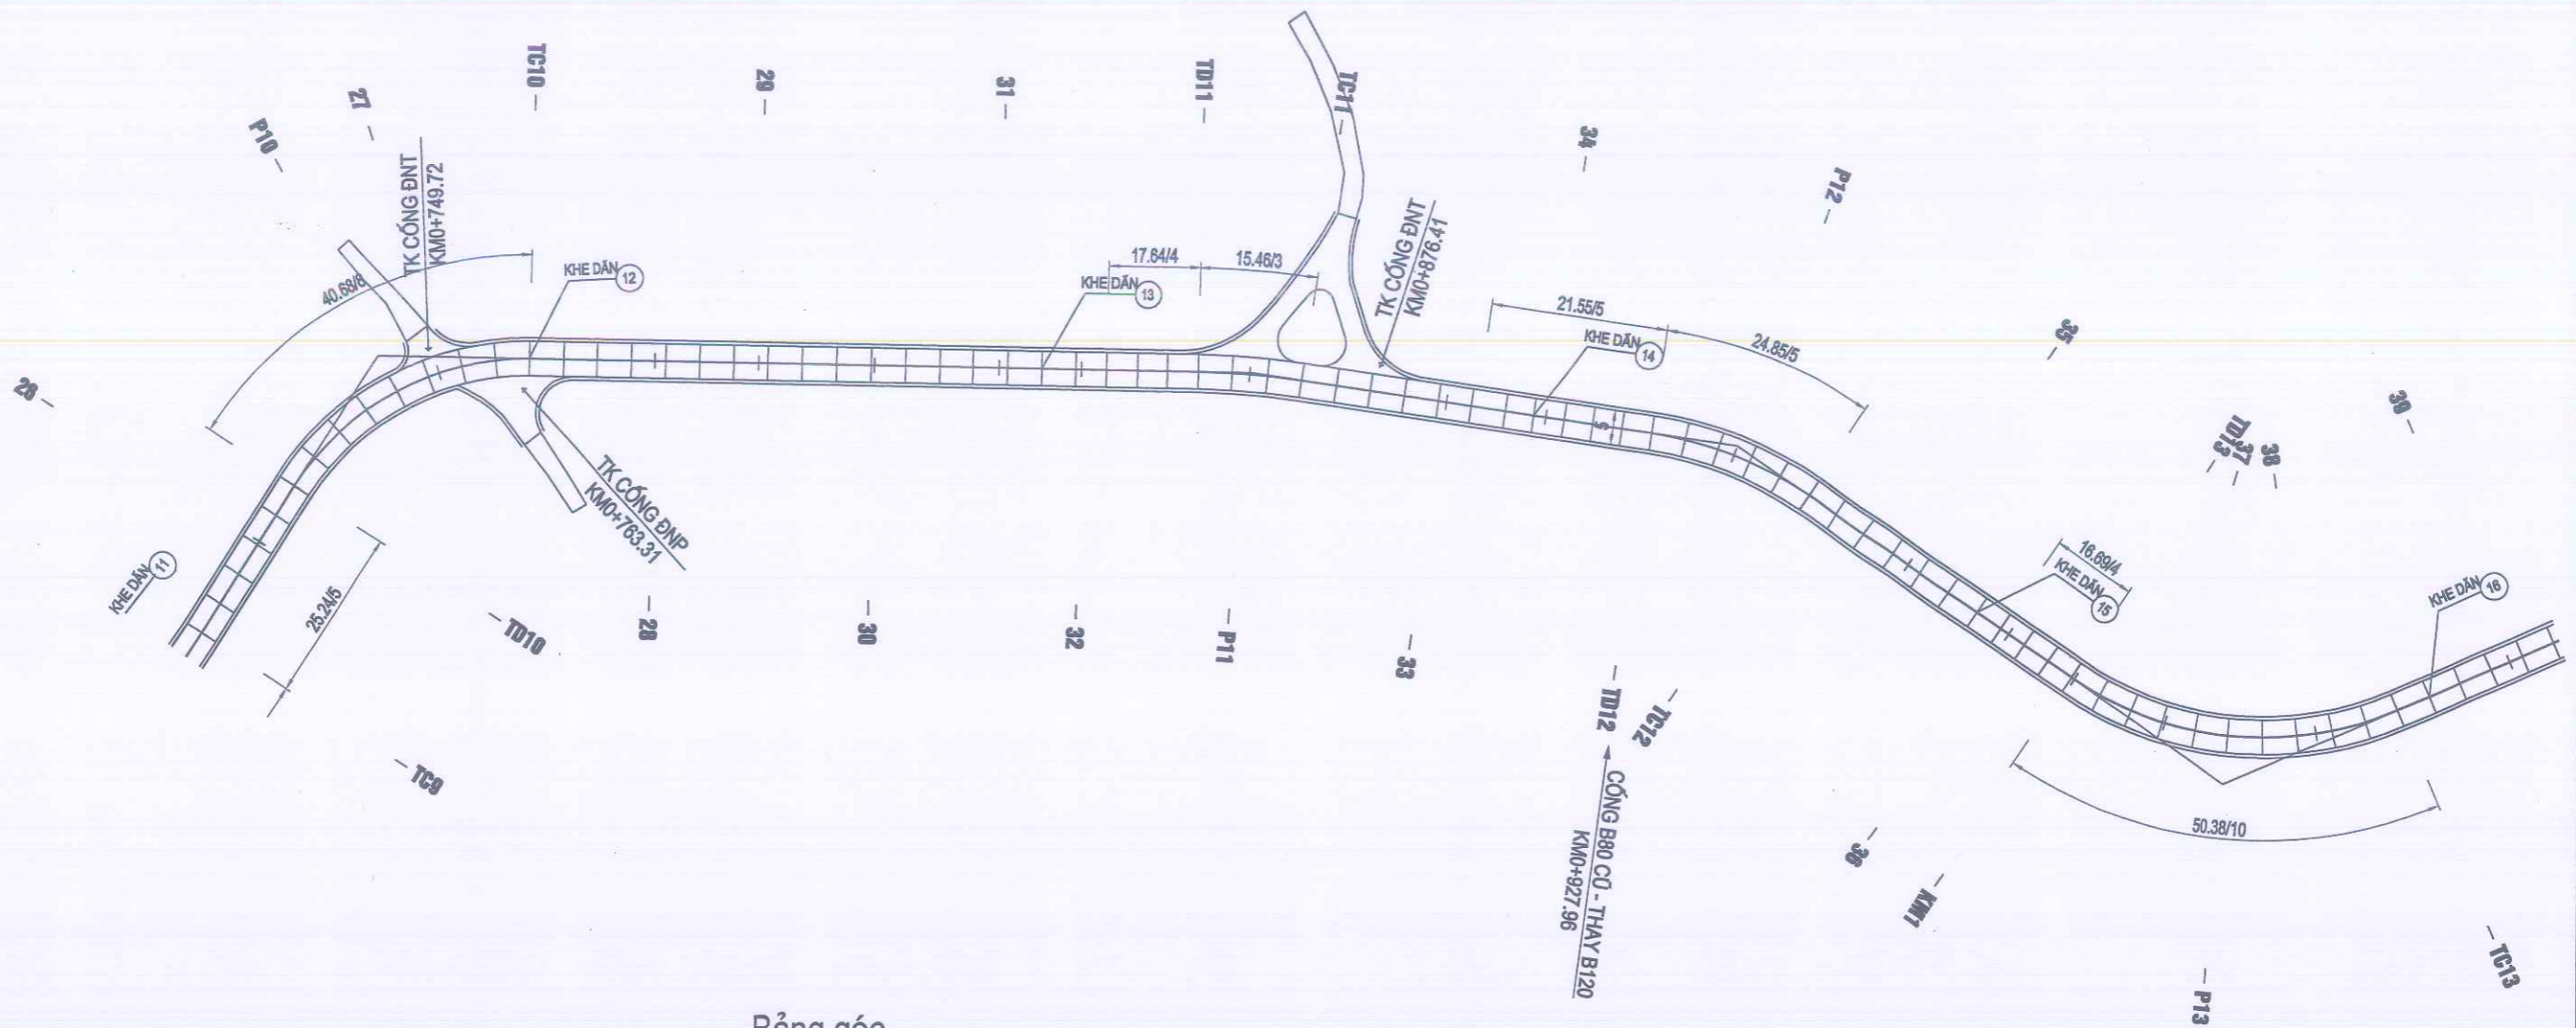 TC10
29
31
TD11
TC11
27
P10
34
P12
TK CỐNG ĐNT
KM0+749.72
TK CỐNG ĐNT
KM0+876.41
40.68/8
KHE DÃN 12
17.64/4
15.46/3
KHE DÃN 13
21.55/5
24.85/5
KHE DÃN 14
5
35
39
TD13
37
38
26
KHE DÃN 11
25.24/5
TK CỐNG ĐNP
KM0+763.31
TD10
28
30
32
P11
33
TC9
TD12
TC12
CỐNG B80 CŨ - THAY B120
KM0+927.96
16.69/4
KHE DÃN 15
KHE DÃN 16
50.38/10
36
KM1
P13
TC13
Bảng góc